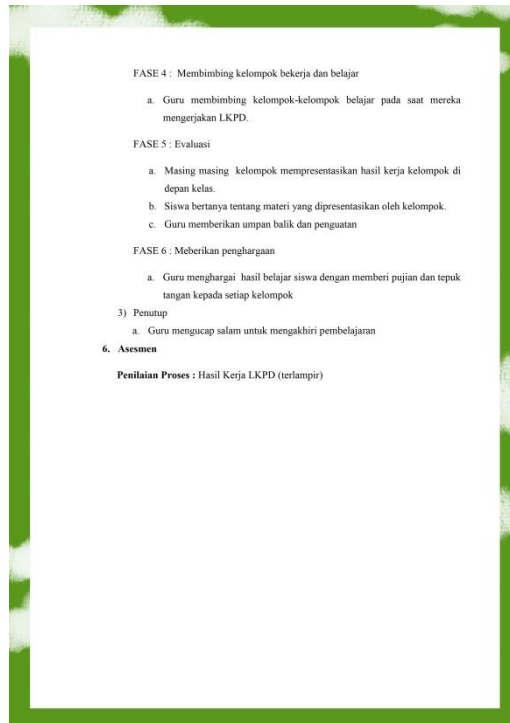 FASE 4 : Membimbing kelompok bekerja dan belajar
a. Guru membimbing kelompok-kelompok belajar pada saat mereka
mengerjakan LKPD.
FASE 5 : Evaluasi
a. Masing masing kelompok mempresentasikan hasil kerja kelompok di
depan kelas.
b. Siswa bertanya tentang materi yang dipresentasikan oleh kelompok.
c. Guru memberikan umpan balik dan penguatan
FASE 6 : Meberikan penghargaan
a. Guru menghargai hasil belajar siswa dengan memberi pujian dan tepuk
tangan kepada setiap kelompok
3) Penutup
a. Guru mengucap salam untuk mengakhiri pembelajaran
6. Asesmen
Penilaian Proses : Hasil Kerja LKPD (terlampir)